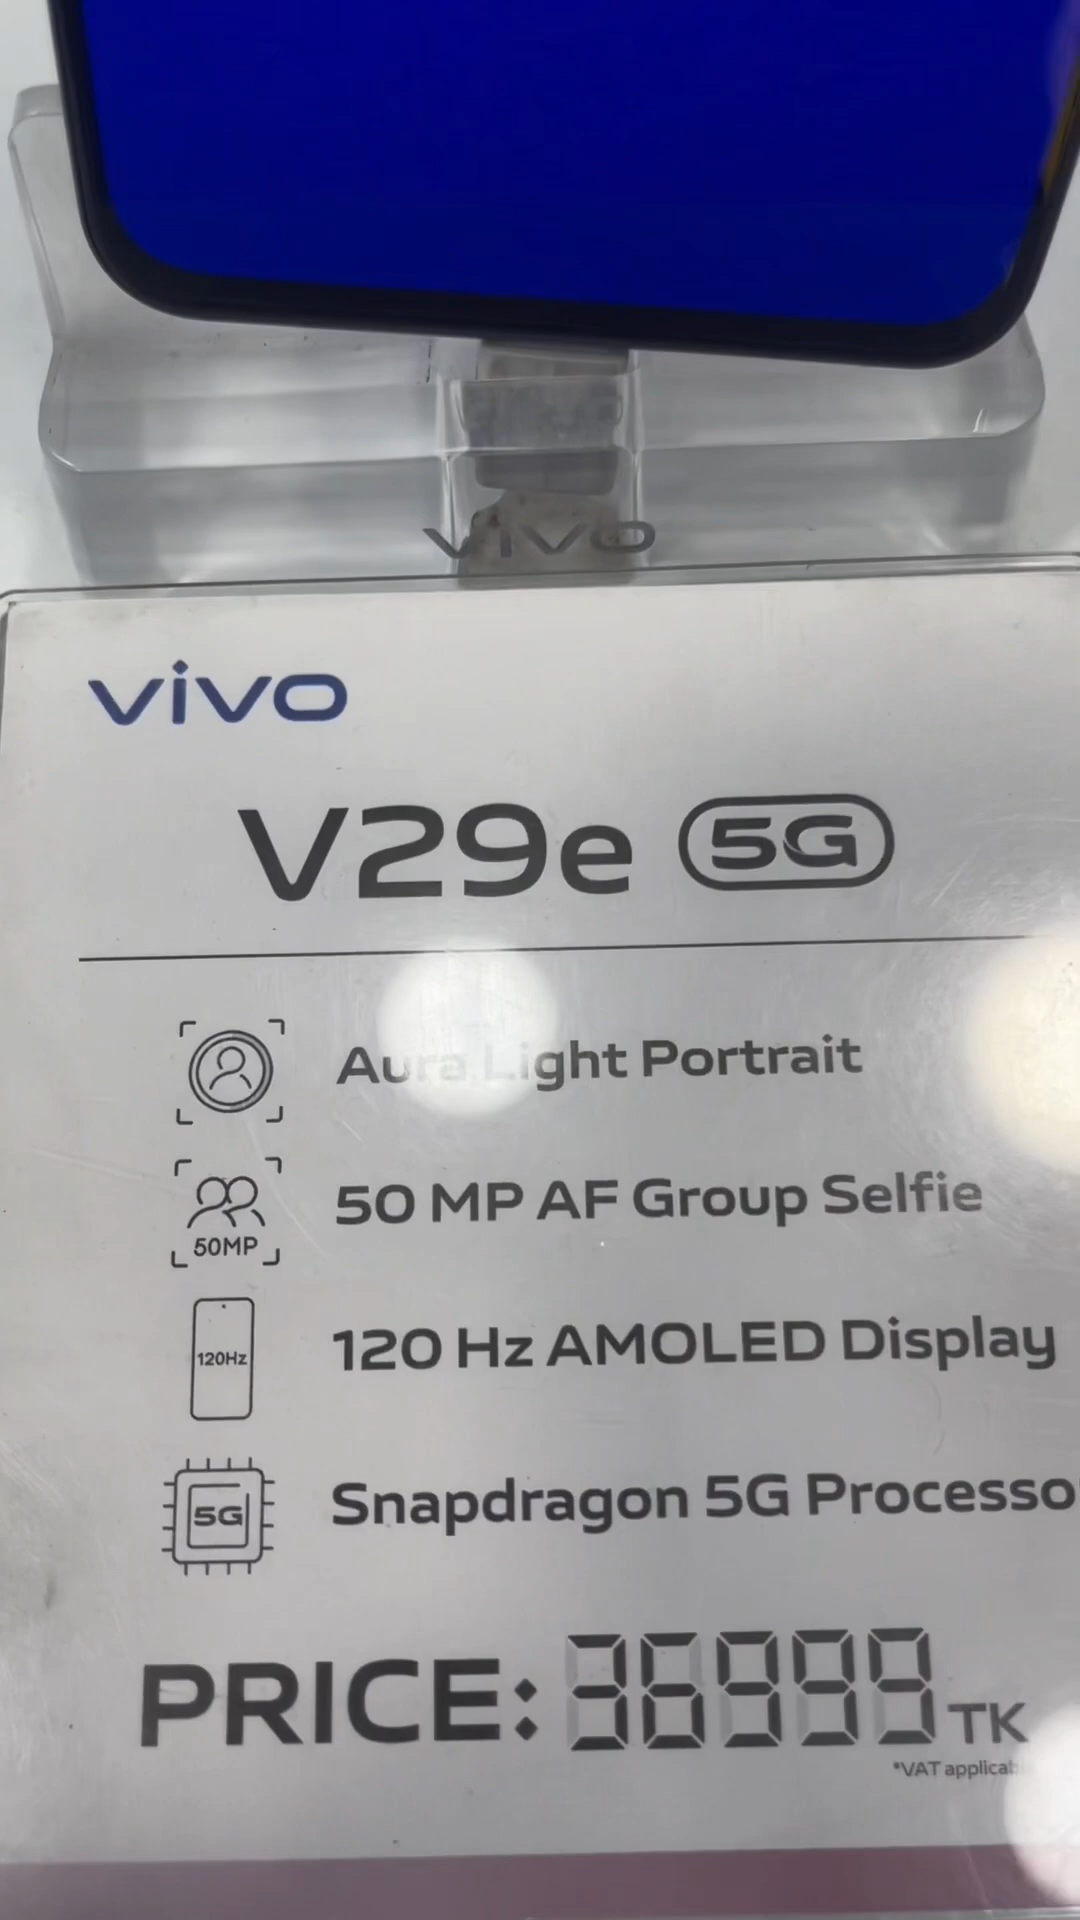 vivo
vivo
V29e 5G
Aura Light Portrait
50 MP AF Group Selfie
50MP
120 Hz AMOLED Display
120Hz
Snapdragon 5G Processo
5G
PRICE: 36999 TK
*VAT applicab